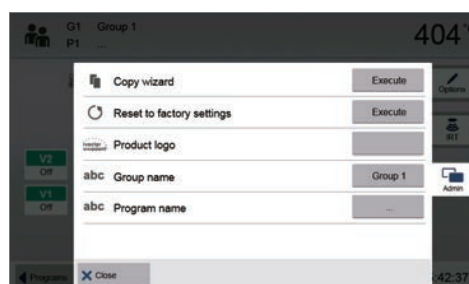 G1 Group 1
P1 ...
404°
Copy wizard Execute
Options
Reset to factory settings Execute
IRT
Product logo
V2
Off
Group name Group 1
Admin
V1
Off
abc Program name ...
Programs
Close
:42:37